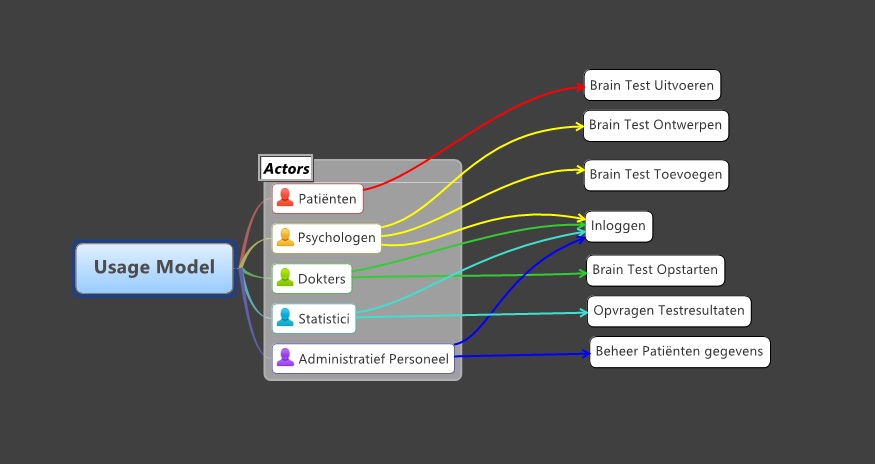 Usage Model
Actors
Patiënten
Psychologen
Dokters
Statistici
Administratief Personeel
Brain Test Uitvoeren
Brain Test Ontwerpen
Brain Test Toevoegen
Inloggen
Brain Test Opstarten
Opvragen Testresultaten
Beheer Patiënten gegevens